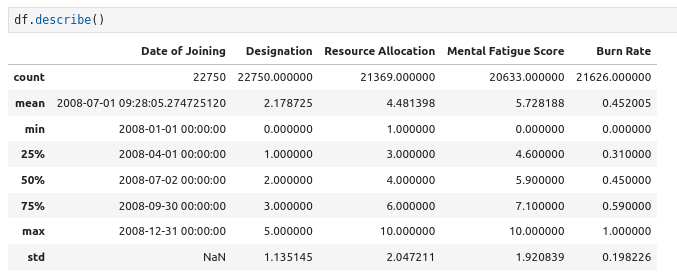 df.describe()
Date of Joining Designation Resource Allocation Mental Fatigue Score Burn Rate
count 22750 22750.000000 21369.000000 20633.000000 21626.000000
mean 2008-07-01 09:28:05.274725120 2.178725 4.481398 5.728188 0.452005
min 2008-01-01 00:00:00 0.000000 1.000000 0.000000 0.000000
25% 2008-04-01 00:00:00 1.000000 3.000000 4.600000 0.310000
50% 2008-07-02 00:00:00 2.000000 4.000000 5.900000 0.450000
75% 2008-09-30 00:00:00 3.000000 6.000000 7.100000 0.590000
max 2008-12-31 00:00:00 5.000000 10.000000 10.000000 1.000000
std NaN 1.135145 2.047211 1.920839 0.198226